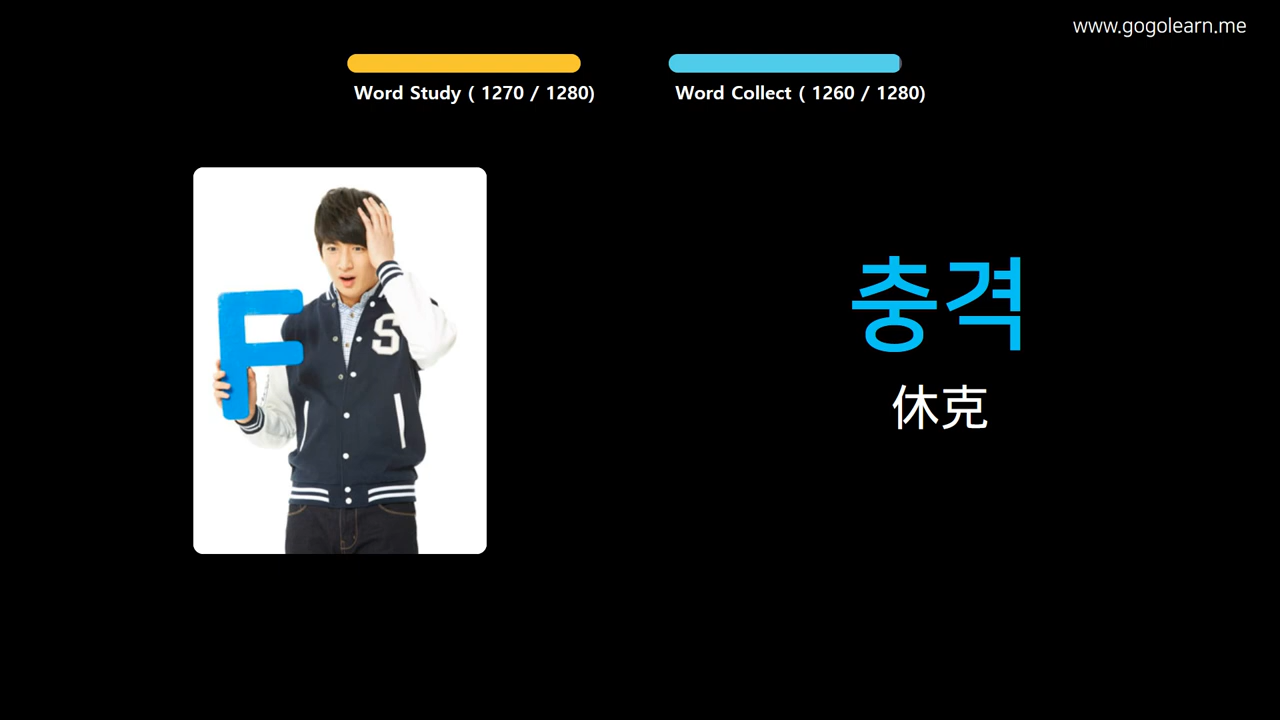 www.gogolearn.me
Word Study ( 1270 / 1280)
Word Collect ( 1260 / 1280)
F
S
충격
休克